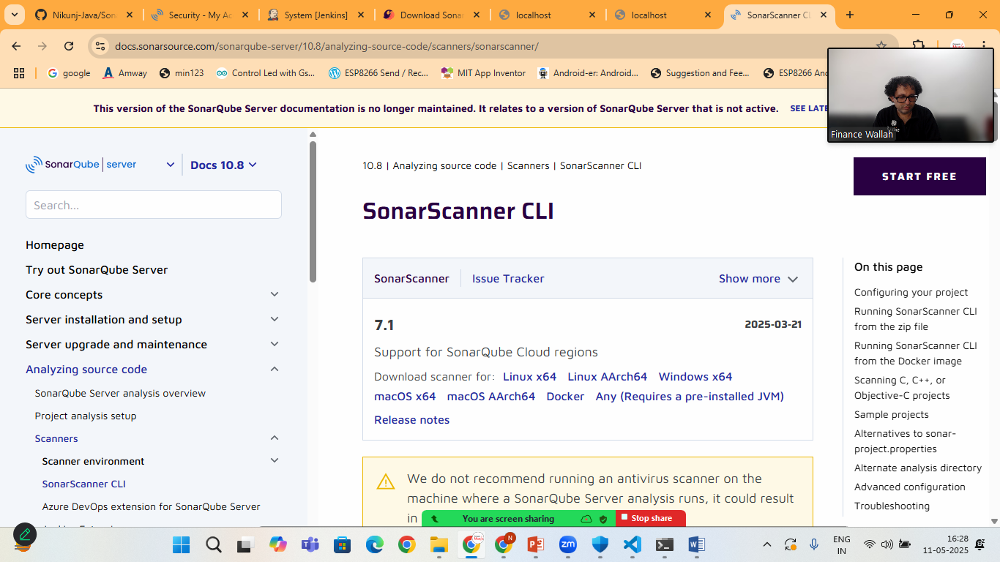 Nikunj-Java/Son
Security - My Ac
System [Jenkins]
Download Sonar
localhost
localhost
SonarScanner CL
docs.sonarsource.com/sonarqube-server/10.8/analyzing-source-code/scanners/sonarscanner/
google
Amway
min123
Control Led with Gs...
ESP8266 Send / Rec...
MIT App Inventor
Android-er: Android...
Suggestion and Fee...
ESP8266 And
This version of the SonarQube Server documentation is no longer maintained. It relates to a version of SonarQube Server that is not active. SEE LATE
Finance Wallah
SonarQube | server
Docs 10.8
Search...
Homepage
Try out SonarQube Server
Core concepts
Server installation and setup
Server upgrade and maintenance
Analyzing source code
SonarQube Server analysis overview
Project analysis setup
Scanners
Scanner environment
SonarScanner CLI
Azure DevOps extension for SonarQube Server
10.8 | Analyzing source code | Scanners | SonarScanner CLI
START FREE
SonarScanner CLI
SonarScanner
Issue Tracker
Show more
7.1
2025-03-21
Support for SonarQube Cloud regions
Download scanner for: Linux x64 Linux AArch64 Windows x64
macOS x64 macOS AArch64 Docker Any (Requires a pre-installed JVM)
Release notes
We do not recommend running an antivirus scanner on the
machine where a SonarQube Server analysis runs, it could result
in
On this page
Configuring your project
Running SonarScanner CLI
from the zip file
Running SonarScanner CLI
from the Docker image
Scanning C, C++, or
Objective-C projects
Sample projects
Alternatives to sonar-
project.properties
Alternate analysis directory
Advanced configuration
Troubleshooting
You are screen sharing
Stop share
ENG
IN
16:28
11-05-2025